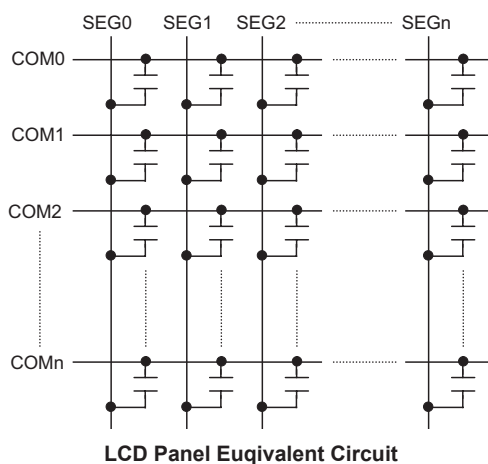 SEG0 SEG1 SEG2 SEGn
COM0
COM1
COM2
COMn
LCD Panel Euqivalent Circuit